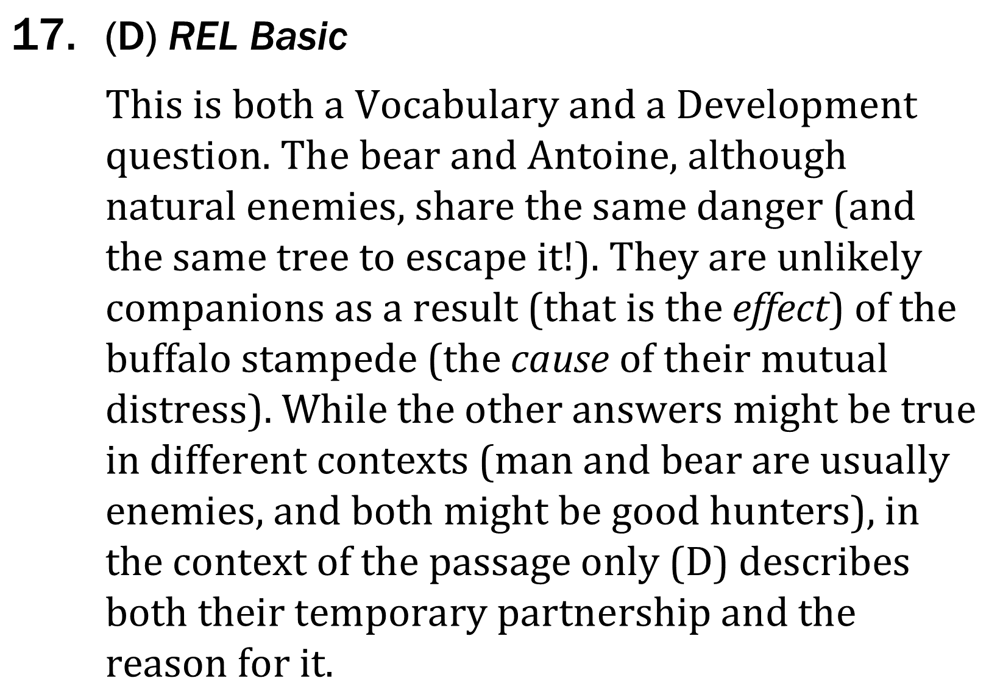 17. (D) REL Basic
This is both a Vocabulary and a Development
question. The bear and Antoine, although
natural enemies, share the same danger (and
the same tree to escape it!). They are unlikely
companions as a result (that is the effect) of the
buffalo stampede (the cause of their mutual
distress). While the other answers might be true
in different contexts (man and bear are usually
enemies, and both might be good hunters), in
the context of the passage only (D) describes
both their temporary partnership and the
reason for it.